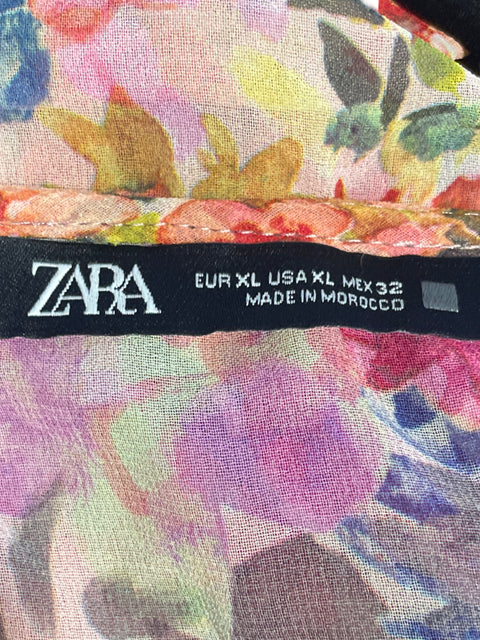 ZARA
EUR XL USA XL MEX 32
MADE IN MOROCCO